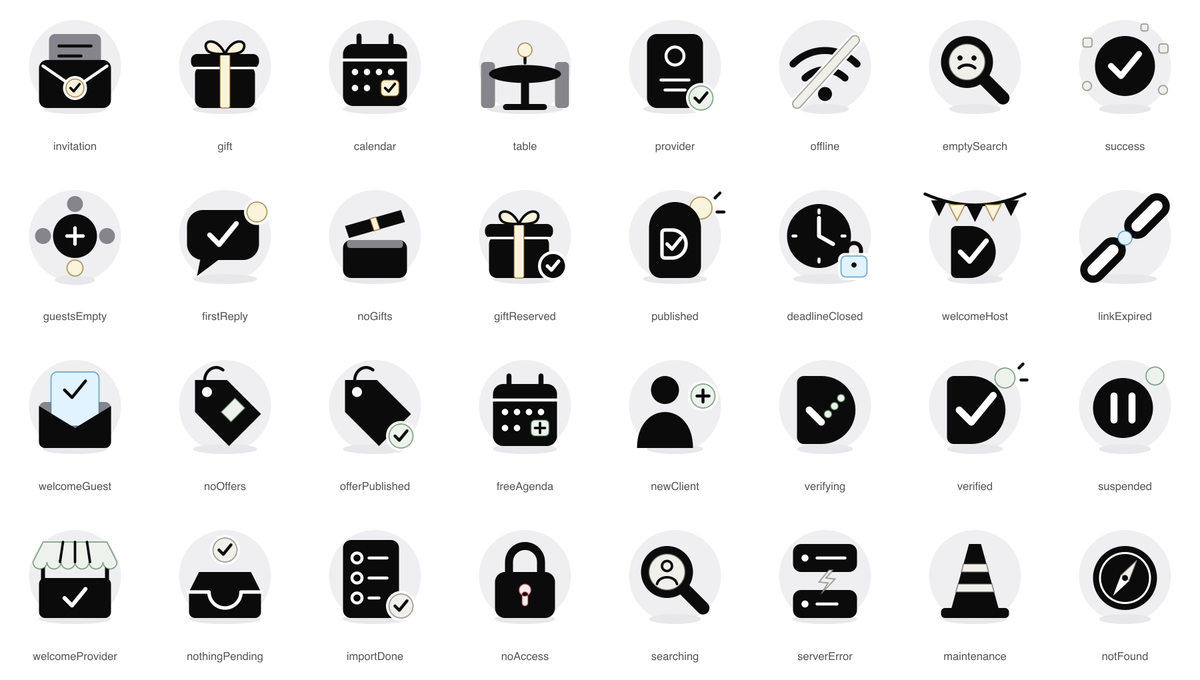 invitation
gift
calendar
table
provider
offline
emptySearch
success
guestsEmpty
firstReply
noGifts
giftReserved
published
deadlineClosed
welcomeHost
linkExpired
welcomeGuest
noOffers
offerPublished
freeAgenda
newClient
verifying
verified
suspended
welcomeProvider
nothingPending
importDone
noAccess
searching
serverError
maintenance
notFound